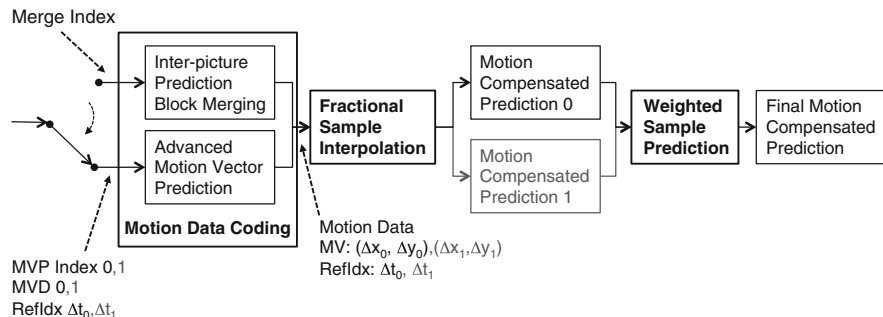 Merge Index
Inter-picture
Prediction
Block Merging
Advanced
Motion Vector
Prediction
Motion Data Coding
MVP Index 0,1
MVD 0,1
RefIdx Δt₀,Δt₁
Fractional
Sample
Interpolation
Motion Data
MV: (Δx₀, Δy₀),(Δx₁,Δy₁)
RefIdx: Δt₀, Δt₁
Motion
Compensated
Prediction 0
Motion
Compensated
Prediction 1
Weighted
Sample
Prediction
Final Motion
Compensated
Prediction